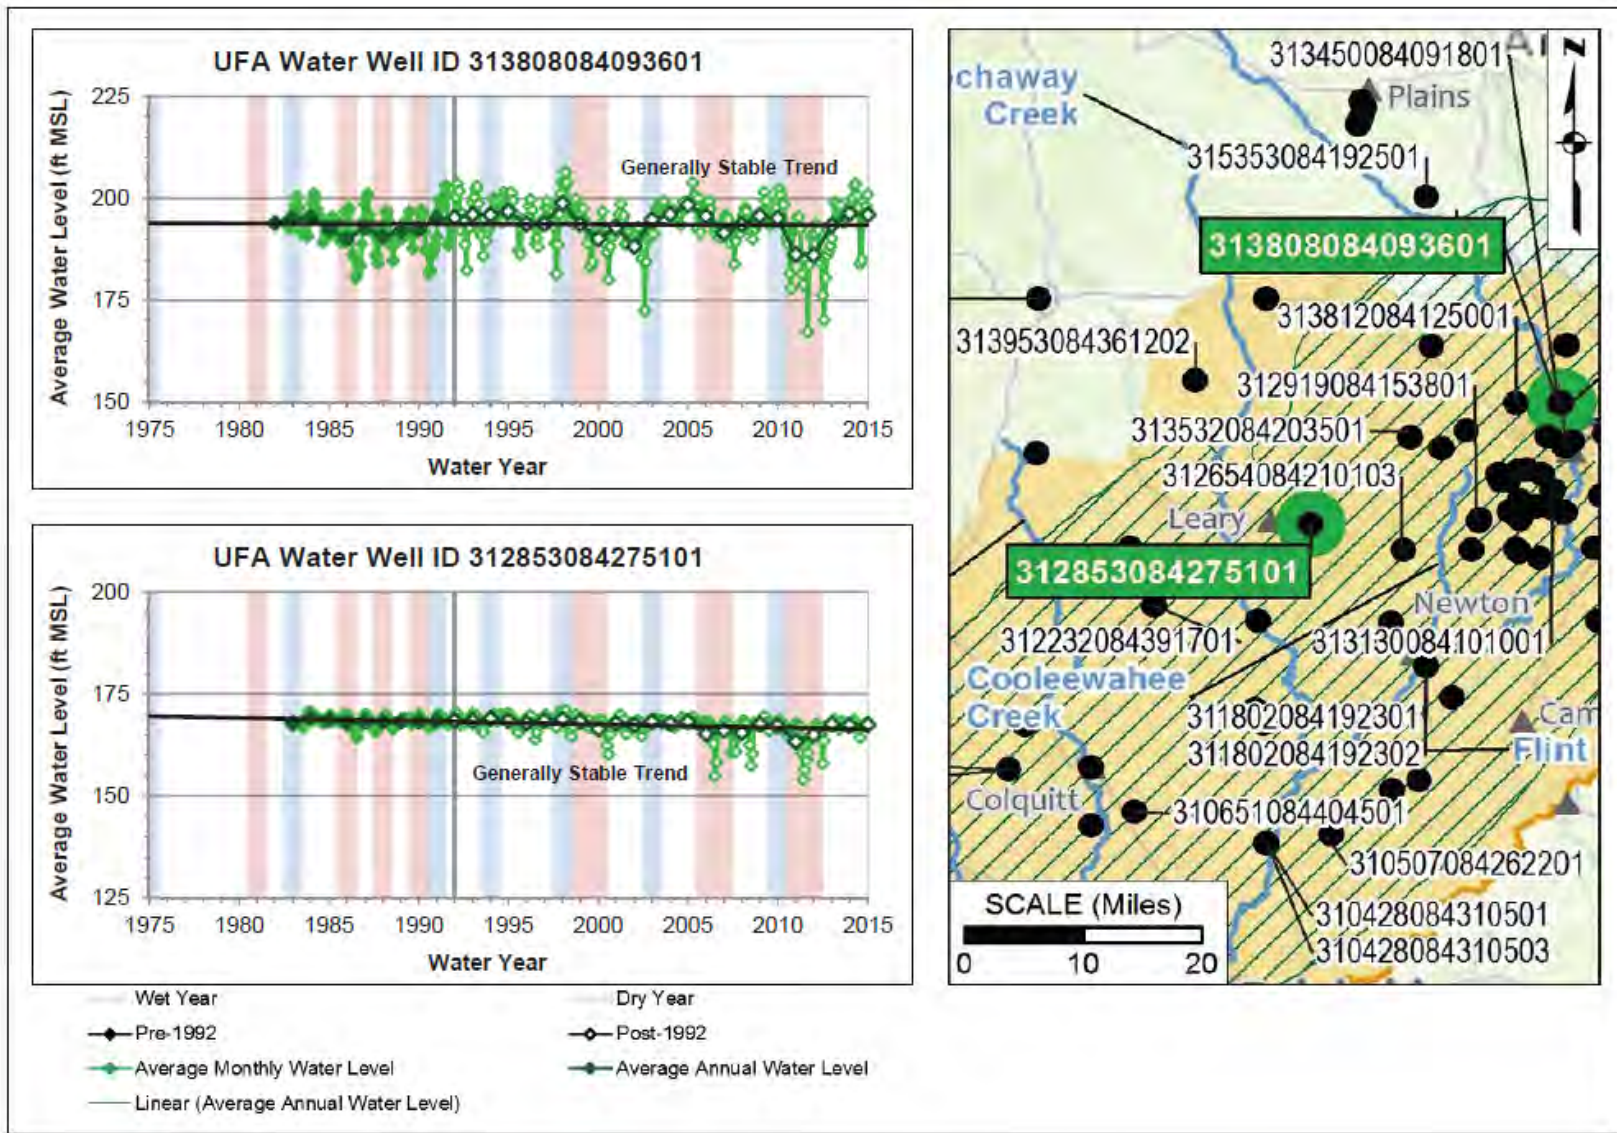 UFA Water Well ID 313808084093601
Average Water Level (ft MSL)
225
200
175
150
Generally Stable Trend
1975 1980 1985 1990 1995 2000 2005 2010 2015
Water Year
UFA Water Well ID 312853084275101
Average Water Level (ft MSL)
200
175
150
125
Generally Stable Trend
1975 1980 1985 1990 1995 2000 2005 2010 2015
Water Year
Wet Year
Dry Year
Pre-1992
Post-1992
Average Monthly Water Level
Average Annual Water Level
Linear (Average Annual Water Level)
313450084091801
N
chaway
Creek
Plains
315353084192501
313808084093601
313812084125001
313953084361202
312919084153801
313532084203501
312654084210103
Leary
312853084275101
Newton
312232084391701
313130084101001
Cooleewahee
Creek
311802084192301
Cam
311802084192302
Flint
Colquitt
310651084404501
310507084262201
SCALE (Miles)
310428084310501
0 10 20
310428084310503